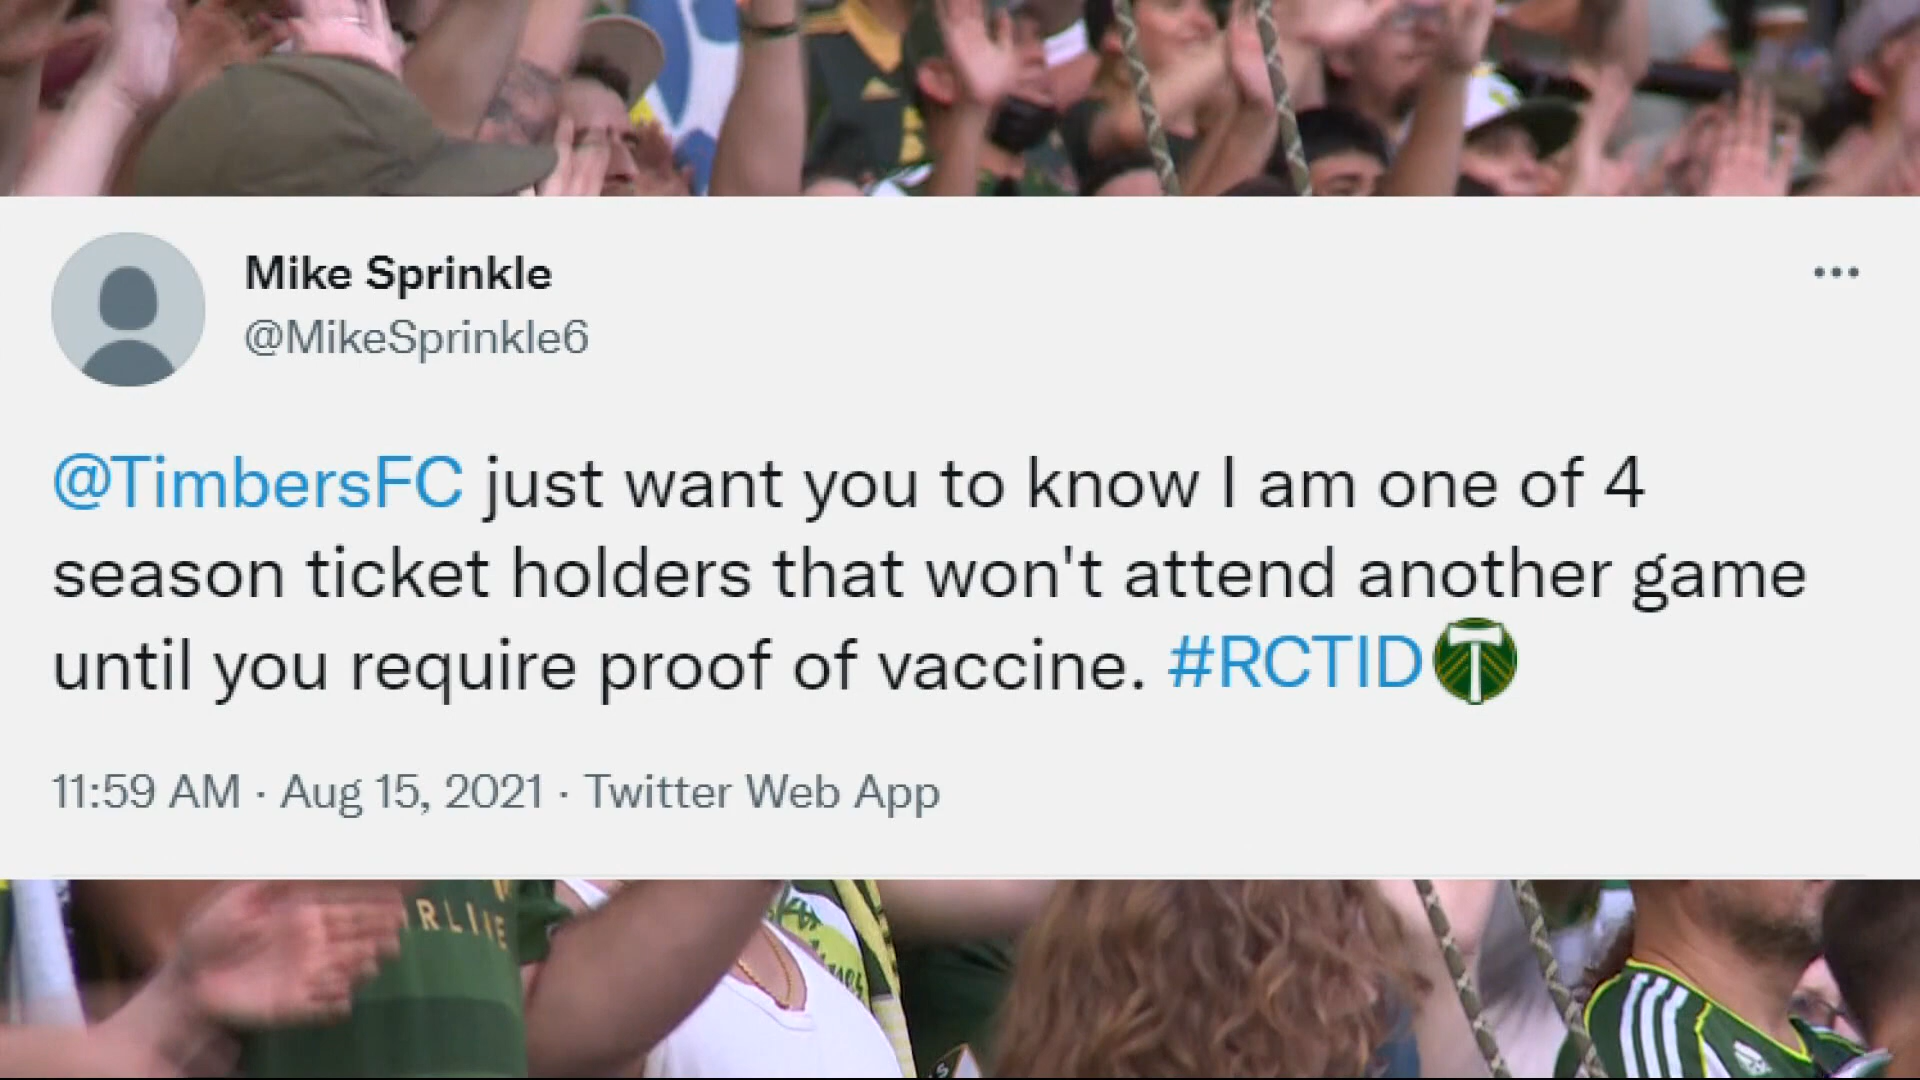 Mike Sprinkle
@MikeSprinkle6
@TimbersFC just want you to know I am one of 4
season ticket holders that won't attend another game
until you require proof of vaccine. #RCTID
11:59 AM · Aug 15, 2021 · Twitter Web App